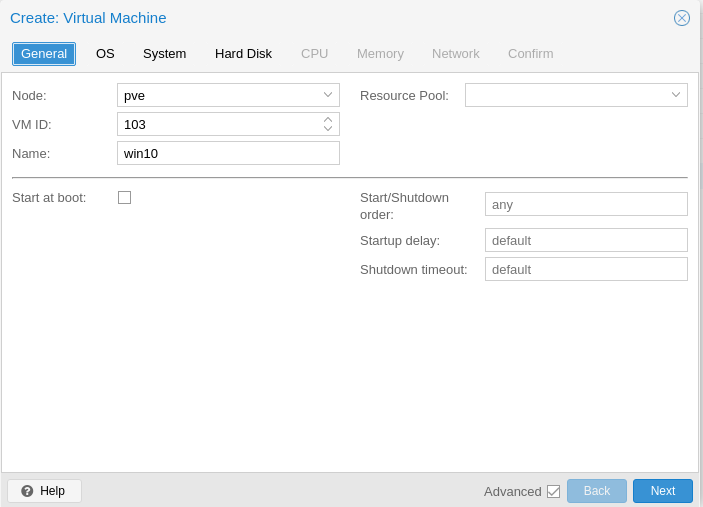 Create: Virtual Machine
General OS System Hard Disk CPU Memory Network Confirm
Node: pve Resource Pool:
VM ID: 103
Name: win10
Start at boot: Start/Shutdown order: any
Startup delay: default
Shutdown timeout: default
Help Advanced Back Next